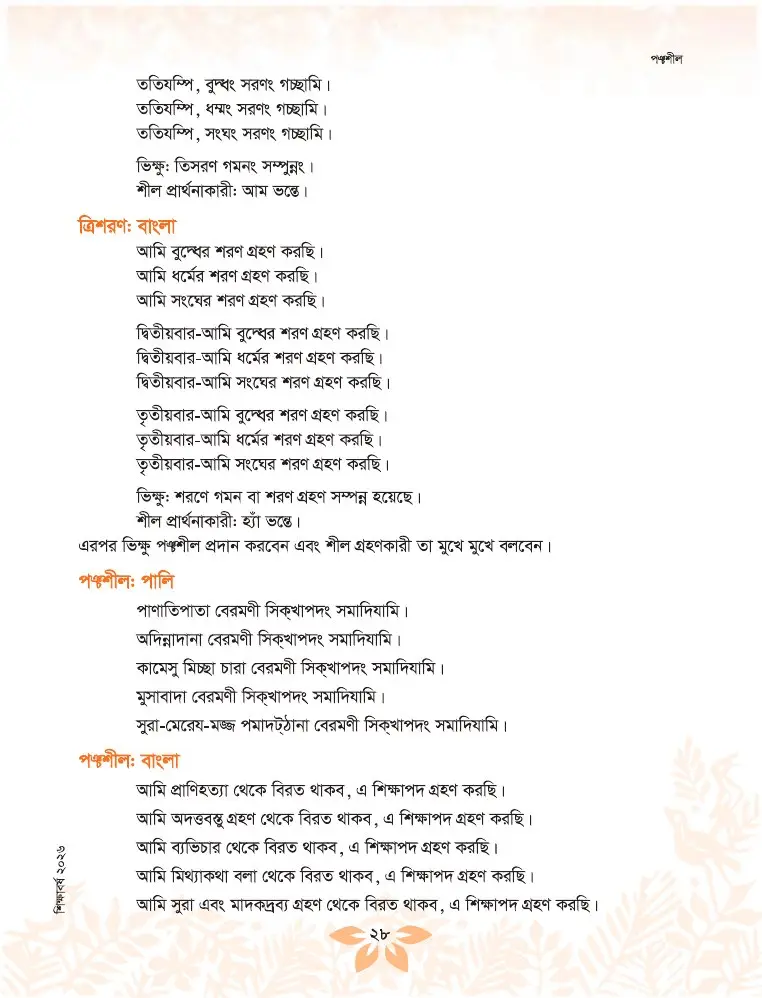 পঞ্চশীল
ততিযম্পি, বুদ্ধং সরণং গচ্ছামি।
ততিযম্পি, ধম্মং সরণং গচ্ছামি।
ততিযম্পি, সংঘং সরণং গচ্ছামি।
ভিক্ষু: তিসরণ গমনং সম্পুন্নং।
শীল প্রার্থনাকারী: আম ভন্তে।
ত্রিশরণ: বাংলা
আমি বুদ্ধের শরণ গ্রহণ করছি।
আমি ধর্মের শরণ গ্রহণ করছি।
আমি সংঘের শরণ গ্রহণ করছি।
দ্বিতীয়বার-আমি বুদ্ধের শরণ গ্রহণ করছি।
দ্বিতীয়বার-আমি ধর্মের শরণ গ্রহণ করছি।
দ্বিতীয়বার-আমি সংঘের শরণ গ্রহণ করছি।
তৃতীয়বার-আমি বুদ্ধের শরণ গ্রহণ করছি।
তৃতীয়বার-আমি ধর্মের শরণ গ্রহণ করছি।
তৃতীয়বার-আমি সংঘের শরণ গ্রহণ করছি।
ভিক্ষু: শরণে গমন বা শরণ গ্রহণ সম্পন্ন হয়েছে।
শীল প্রার্থনাকারী: হ্যাঁ ভন্তে।
এরপর ভিক্ষু পঞ্চশীল প্রদান করবেন এবং শীল গ্রহণকারী তা মুখে মুখে বলবেন।
পঞ্চশীল: পালি
পাণাতিপাতা বেরমণী সিক্‌খাপদং সমাদিযামি।
অদিন্নাদানা বেরমণী সিক্‌খাপদং সমাদিযামি।
কামেসু মিচ্ছা চারা বেরমণী সিক্‌খাপদং সমাদিযামি।
মুসাবাদা বেরমণী সিক্‌খাপদং সমাদিযামি।
সুরা-মেরেয-মজ্জ পমাদট্‌ঠানা বেরমণী সিক্‌খাপদং সমাদিযামি।
পঞ্চশীল: বাংলা
আমি প্রাণিহত্যা থেকে বিরত থাকব, এ শিক্ষাপদ গ্রহণ করছি।
আমি অদত্তবস্তু গ্রহণ থেকে বিরত থাকব, এ শিক্ষাপদ গ্রহণ করছি।
আমি ব্যভিচার থেকে বিরত থাকব, এ শিক্ষাপদ গ্রহণ করছি।
আমি মিথ্যাকথা বলা থেকে বিরত থাকব, এ শিক্ষাপদ গ্রহণ করছি।
আমি সুরা এবং মাদকদ্রব্য গ্রহণ থেকে বিরত থাকব, এ শিক্ষাপদ গ্রহণ করছি।
শিক্ষাবর্ষ ২০২৬
২৮